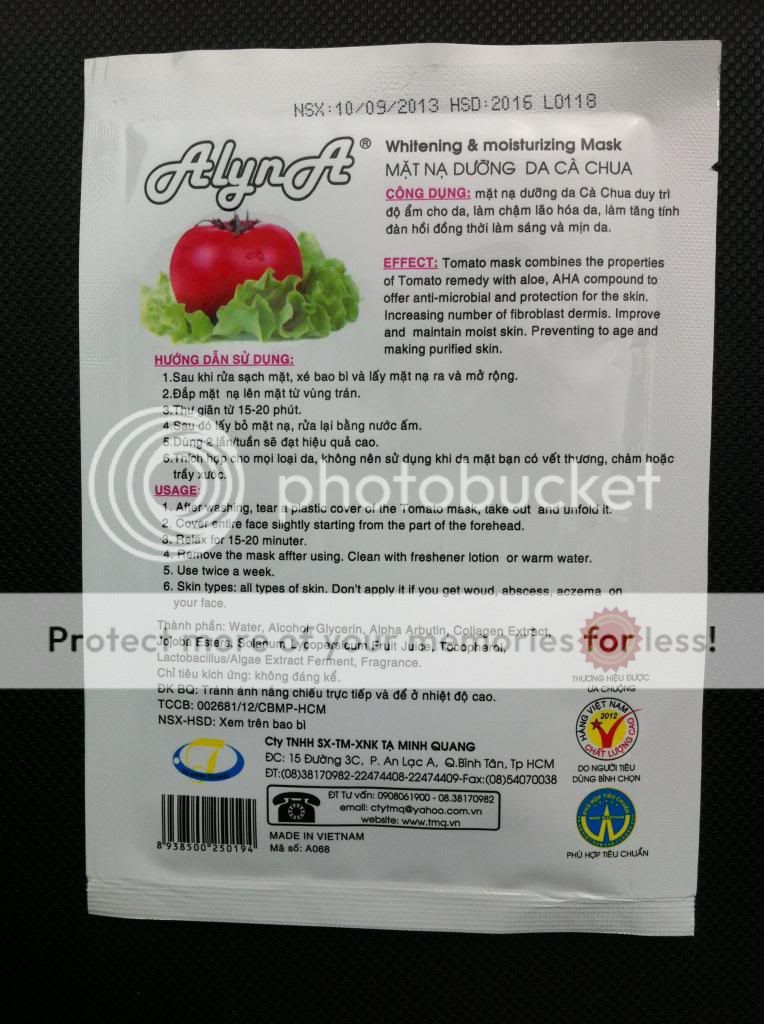 NSX:10/09/2013 HSD:2016 L0118
AlynA®
Whitening & moisturizing Mask
MẶT NẠ DƯỠNG DA CÀ CHUA
CÔNG DỤNG: mặt nạ dưỡng da Cà Chua duy trì
độ ẩm cho da, làm chậm lão hóa da, làm tăng tính
đàn hồi đồng thời làm sáng và mịn da.
EFFECT: Tomato mask combines the properties
of Tomato remedy with aloe, AHA compound to
offer anti-microbial and protection for the skin.
Increasing number of fibroblast dermis. Improve
and maintain moist skin. Preventing to age and
making purified skin.
HƯỚNG DẪN SỬ DỤNG:
1.Sau khi rửa sạch mặt, xé bao bì và lấy mặt nạ ra và mở rộng.
2.Đắp mặt nạ lên mặt từ vùng trán.
3.Thư giãn từ 15-20 phút.
4.Sau đó lấy bỏ mặt nạ, rửa lại bằng nước ấm.
5.Dùng 2 lần/tuần sẽ đạt hiệu quả cao.
6.Thích hợp cho mọi loại da, không nên sử dụng khi da mặt bạn có vết thương, chàm hoặc
trầy xước.
USAGE:
1. After washing, tear a plastic cover of the Tomato mask, take out and unfold it.
2. Cover entire face slightly starting from the part of the forehead.
3. Relax for 15-20 minuter.
4. Remove the mask affter using. Clean with freshener lotion or warm water.
5. Use twice a week.
6. Skin types: all types of skin. Don't apply it if you get woud, abscess, aczema on
your face.
photobucket
Protect more of your memories for less!
Thành phần: Water, Alcohol, Glycerin, Alpha Arbutin, Collagen Extract,
Jojoba Esters, Solanum Lycopersicum Fruit Juice, Tocopherol,
Lactobacillus/Algae Extract Ferment, Fragrance.
Chỉ tiêu kích ứng: không đáng kể.
ĐK BQ: Tránh ánh nắng chiếu trực tiếp và để ở nhiệt độ cao.
TCCB: 002681/12/CBMP-HCM
NSX-HSD: Xem trên bao bì
THƯƠNG HIỆU ĐƯỢC
ƯA CHUỘNG
HÀNG VIỆT NAM
2012
CHẤT LƯỢNG CAO
DO NGƯỜI TIÊU
DÙNG BÌNH CHỌN
Cty TNHH SX-TM-XNK TẠ MINH QUANG
ĐC: 15 Đường 3C, P. An Lạc A, Q.Bình Tân, Tp HCM
ĐT:(08)38170982-22474408-22474409-Fax:(08)54070038
ĐT Tư vấn: 0908061900 - 08.38170982
email: ctytmq@yahoo.com.vn
website: www.tmq.vn
PHÙ HỢP TIÊU CHUẨN
MADE IN VIETNAM
Mã số: A068
8 938500 250194